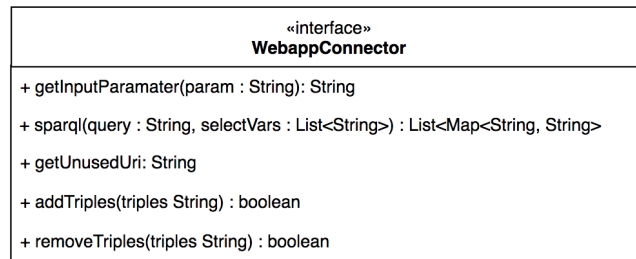 «interface»
WebappConnector
+ getInputParamater(param : String): String
+ sparql(query : String, selectVars : List<String>) : List<Map<String, String>
+ getUnusedUri: String
+ addTriples(triples String) : boolean
+ removeTriples(triples String) : boolean